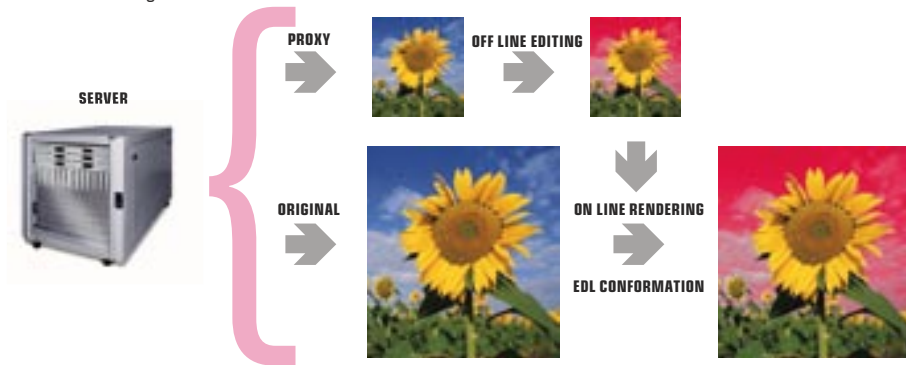 PROXY
OFF LINE EDITING
SERVER
ORIGINAL
ON LINE RENDERING
EDL CONFORMATION